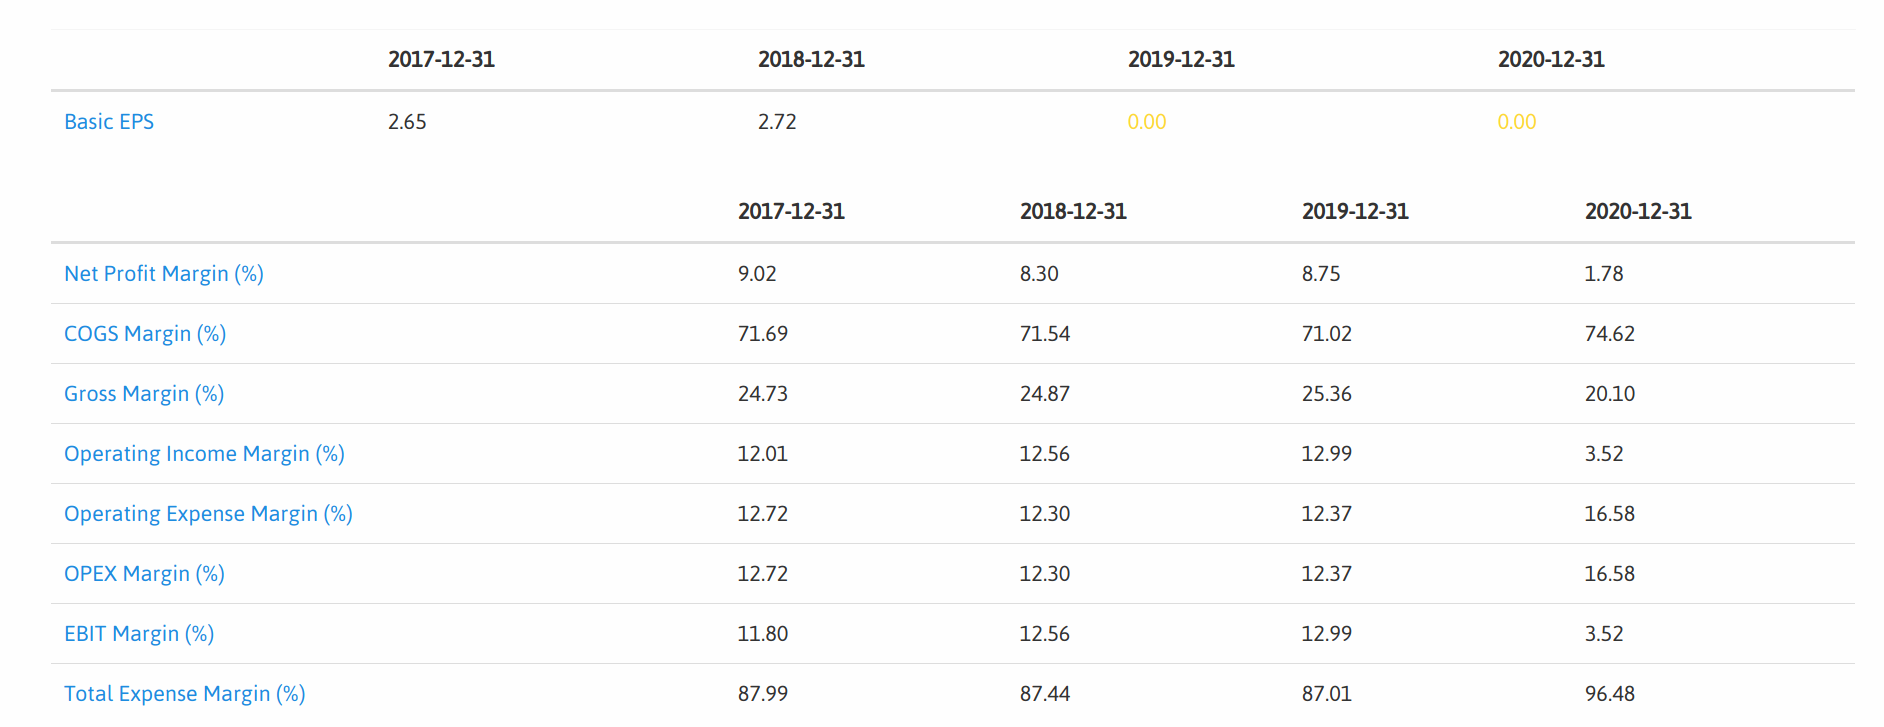 2017-12-31 2018-12-31 2019-12-31 2020-12-31
Basic EPS 2.65 2.72 0.00 0.00
2017-12-31 2018-12-31 2019-12-31 2020-12-31
Net Profit Margin (%) 9.02 8.30 8.75 1.78
COGS Margin (%) 71.69 71.54 71.02 74.62
Gross Margin (%) 24.73 24.87 25.36 20.10
Operating Income Margin (%) 12.01 12.56 12.99 3.52
Operating Expense Margin (%) 12.72 12.30 12.37 16.58
OPEX Margin (%) 12.72 12.30 12.37 16.58
EBIT Margin (%) 11.80 12.56 12.99 3.52
Total Expense Margin (%) 87.99 87.44 87.01 96.48